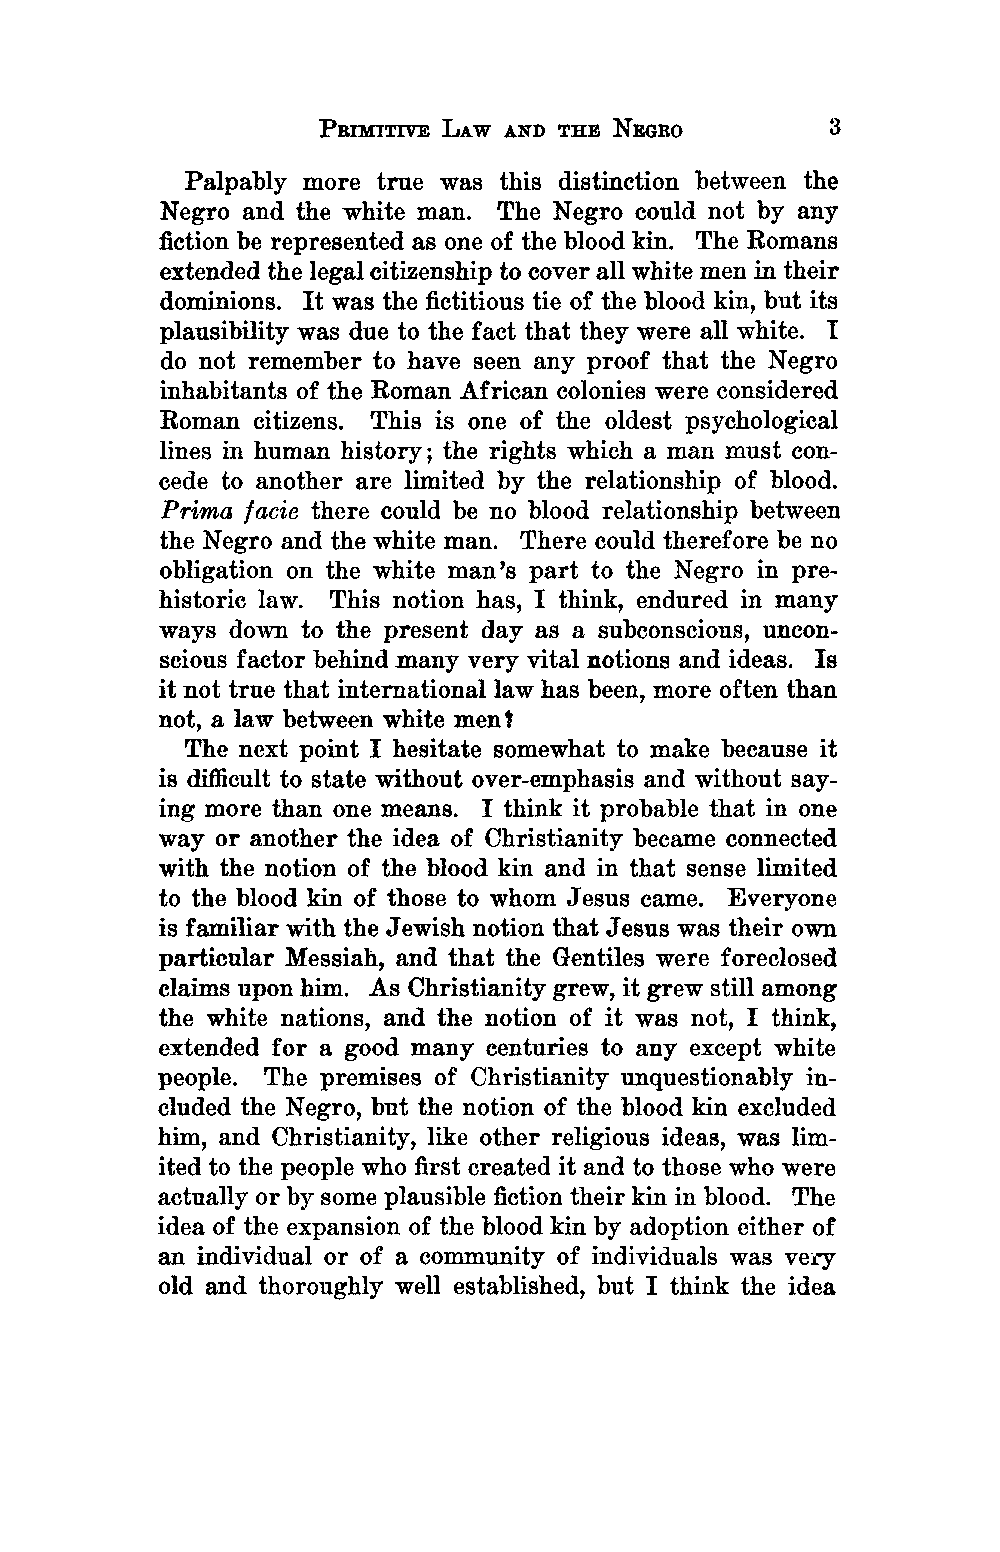 PRIMITIVE LAW AND THE NEGRO 3
Palpably more true was this distinction between the
Negro and the white man. The Negro could not by any
fiction be represented as one of the blood kin. The Romans
extended the legal citizenship to cover all white men in their
dominions. It was the fictitious tie of the blood kin, but its
plausibility was due to the fact that they were all white. I
do not remember to have seen any proof that the Negro
inhabitants of the Roman African colonies were considered
Roman citizens. This is one of the oldest psychological
lines in human history; the rights which a man must con-
cede to another are limited by the relationship of blood.
Prima facie there could be no blood relationship between
the Negro and the white man. There could therefore be no
obligation on the white man's part to the Negro in pre-
historic law. This notion has, I think, endured in many
ways down to the present day as a subconscious, uncon-
scious factor behind many very vital notions and ideas. Is
it not true that international law has been, more often than
not, a law between white men?
The next point I hesitate somewhat to make because it
is difficult to state without over-emphasis and without say-
ing more than one means. I think it probable that in one
way or another the idea of Christianity became connected
with the notion of the blood kin and in that sense limited
to the blood kin of those to whom Jesus came. Everyone
is familiar with the Jewish notion that Jesus was their own
particular Messiah, and that the Gentiles were foreclosed
claims upon him. As Christianity grew, it grew still among
the white nations, and the notion of it was not, I think,
extended for a good many centuries to any except white
people. The premises of Christianity unquestionably in-
cluded the Negro, but the notion of the blood kin excluded
him, and Christianity, like other religious ideas, was lim-
ited to the people who first created it and to those who were
actually or by some plausible fiction their kin in blood. The
idea of the expansion of the blood kin by adoption either of
an individual or of a community of individuals was very
old and thoroughly well established, but I think the idea